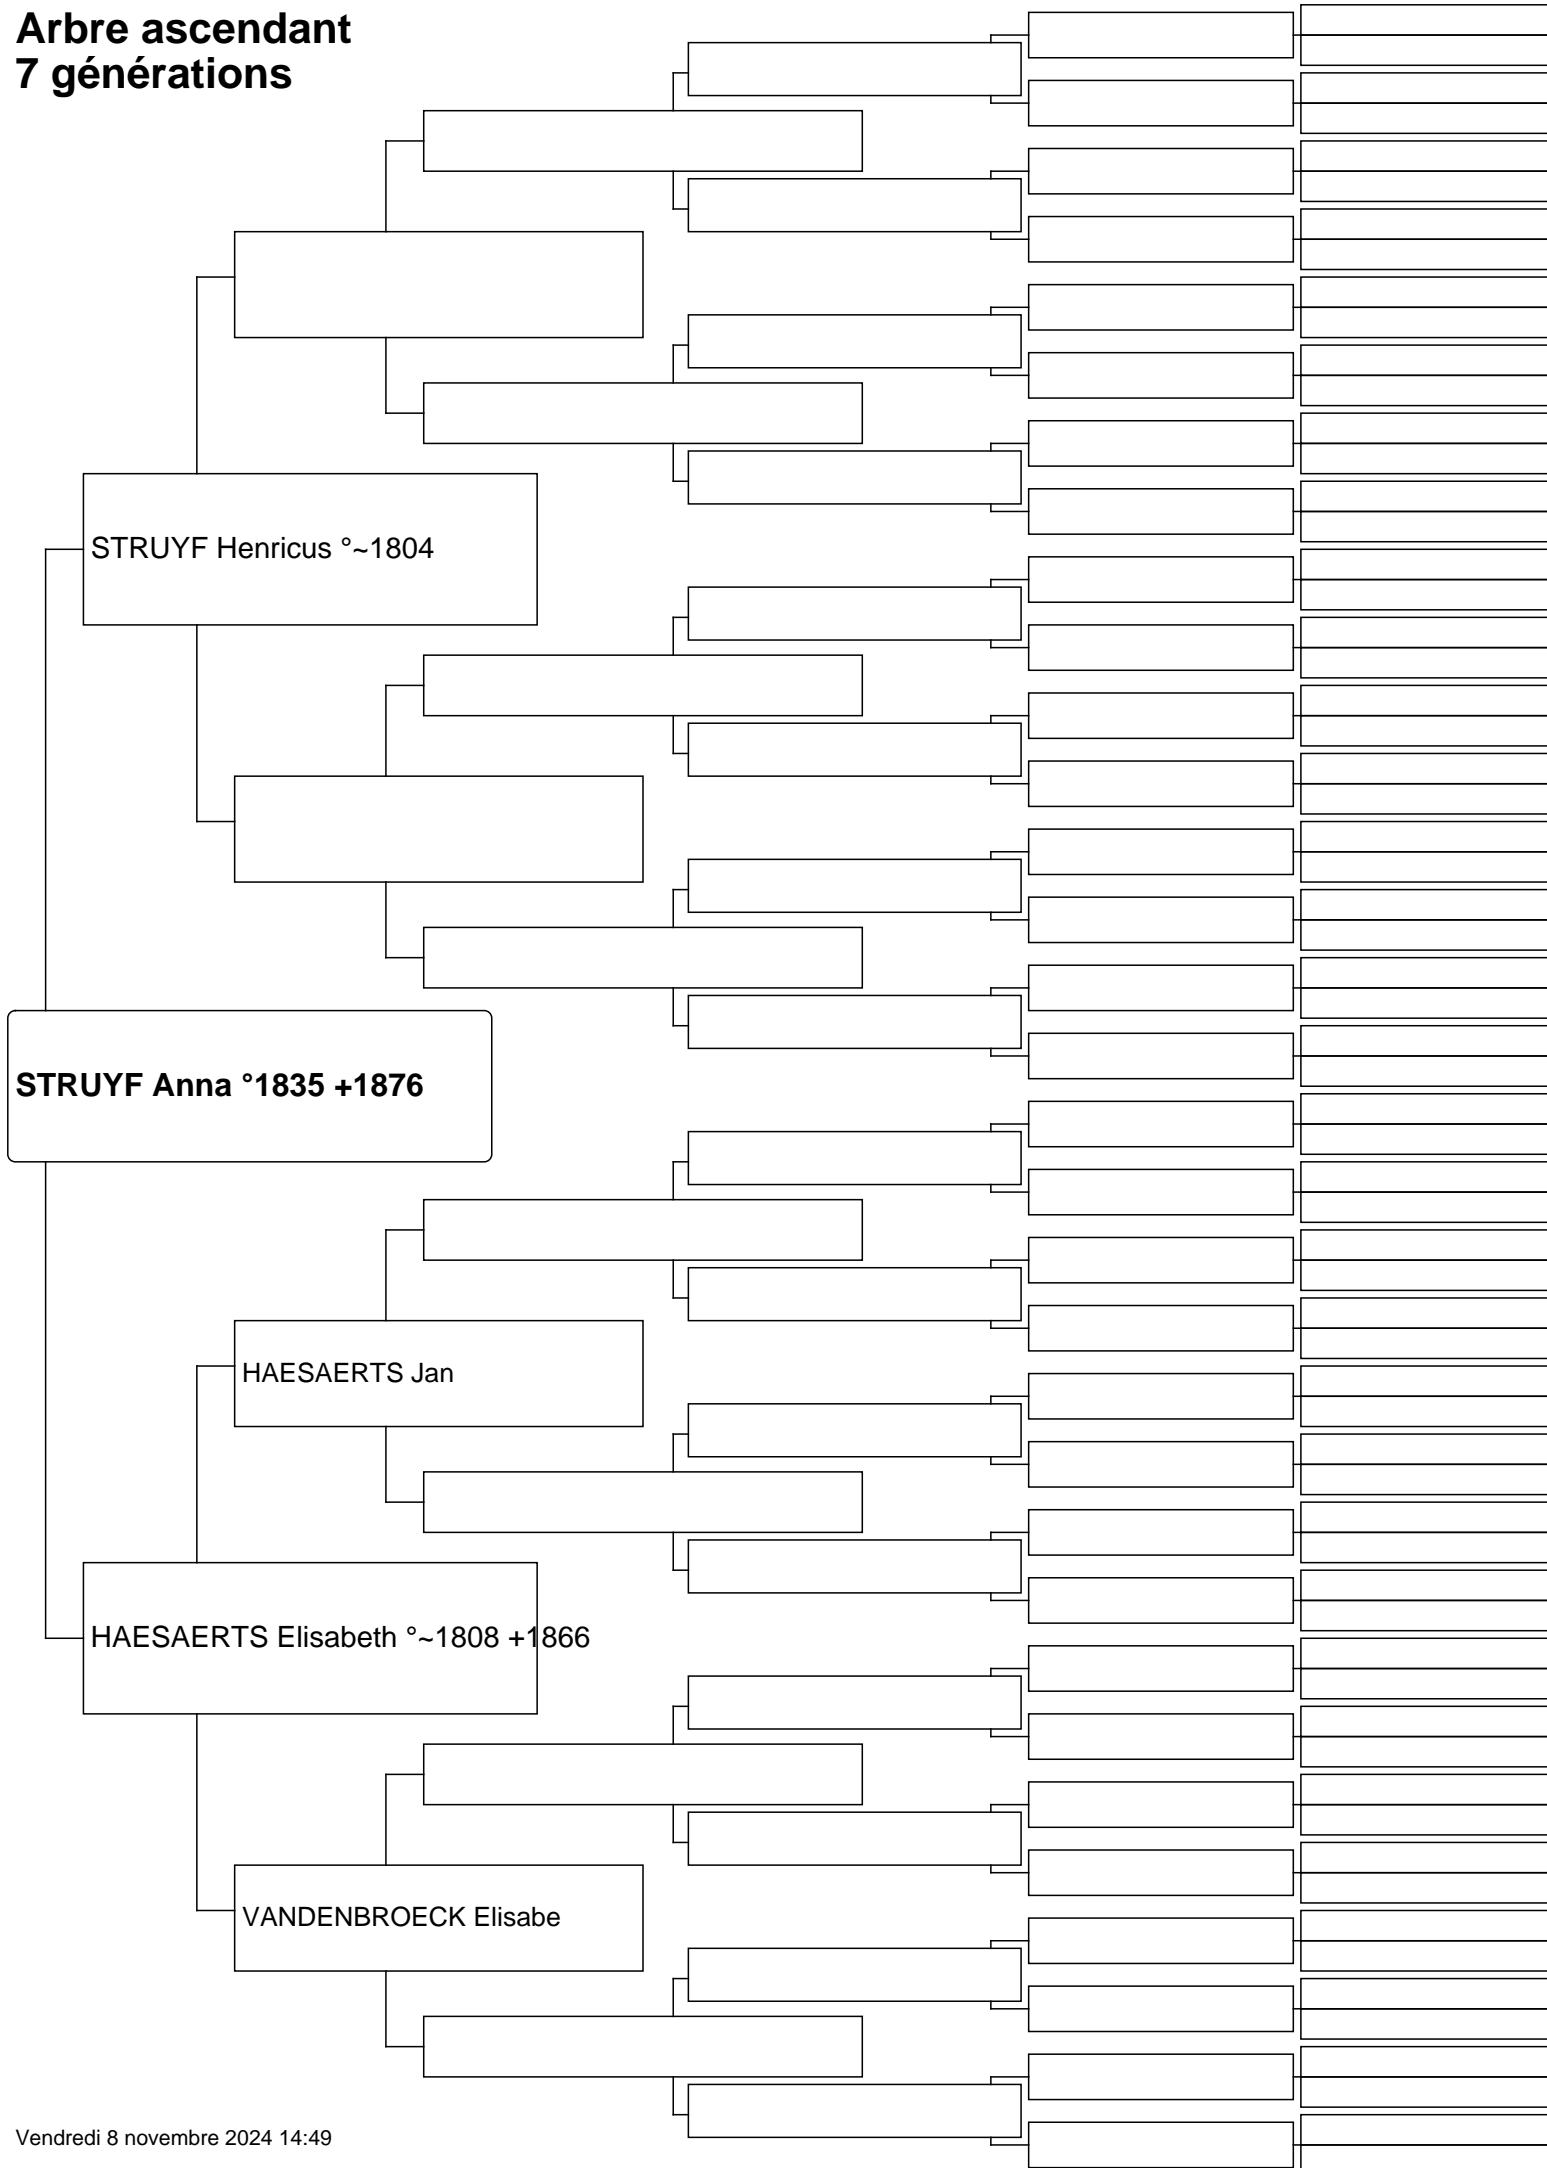 Arbre ascendant
7 générations
STRUYF Henricus °~1804
STRUYF Anna °1835 +1876
HAESAERTS Jan
HAESAERTS Elisabeth °~1808 +1866
VANDENBROECK Elisabe
Vendredi 8 novembre 2024 14:49